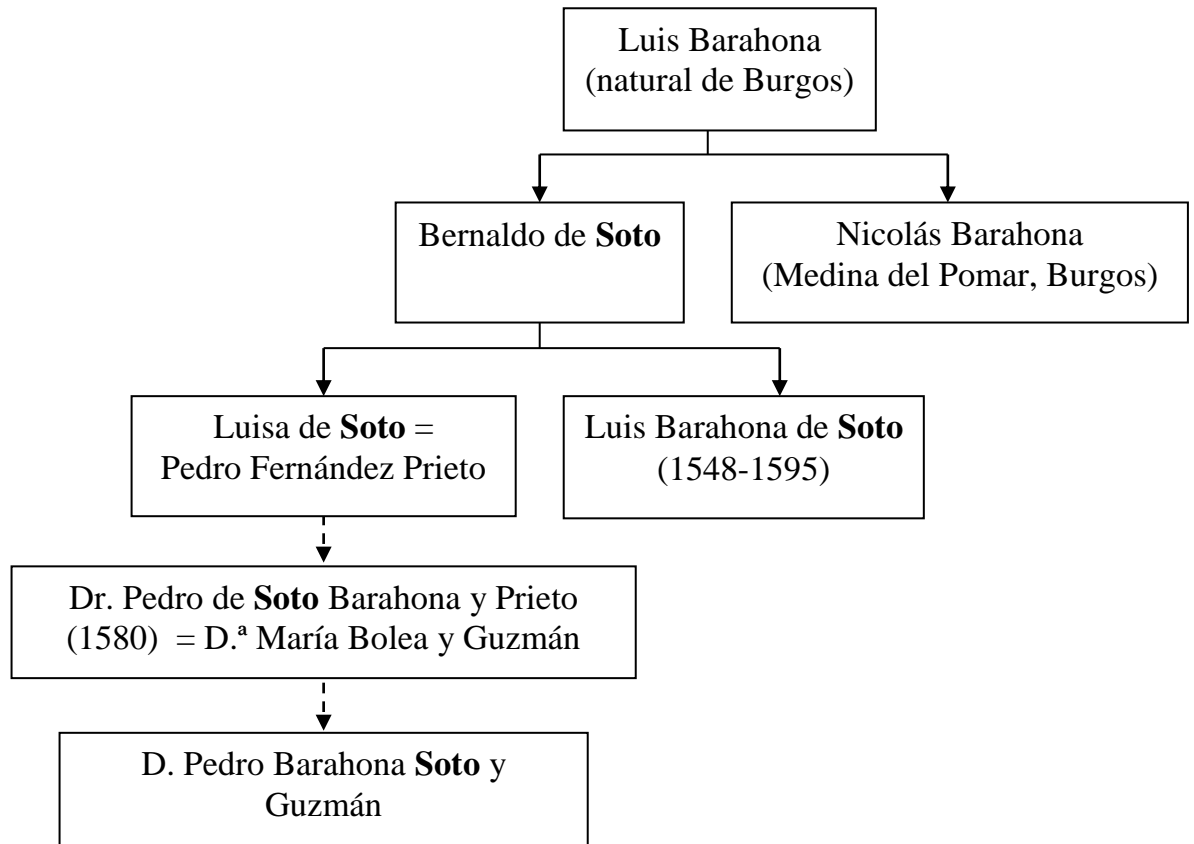 Luis Barahona
(natural de Burgos)
Bernaldo de Soto
Nicolás Barahona
(Medina del Pomar, Burgos)
Luisa de Soto =
Pedro Fernández Prieto
Luis Barahona de Soto
(1548-1595)
Dr. Pedro de Soto Barahona y Prieto
(1580) = D.ª María Bolea y Guzmán
D. Pedro Barahona Soto y
Guzmán